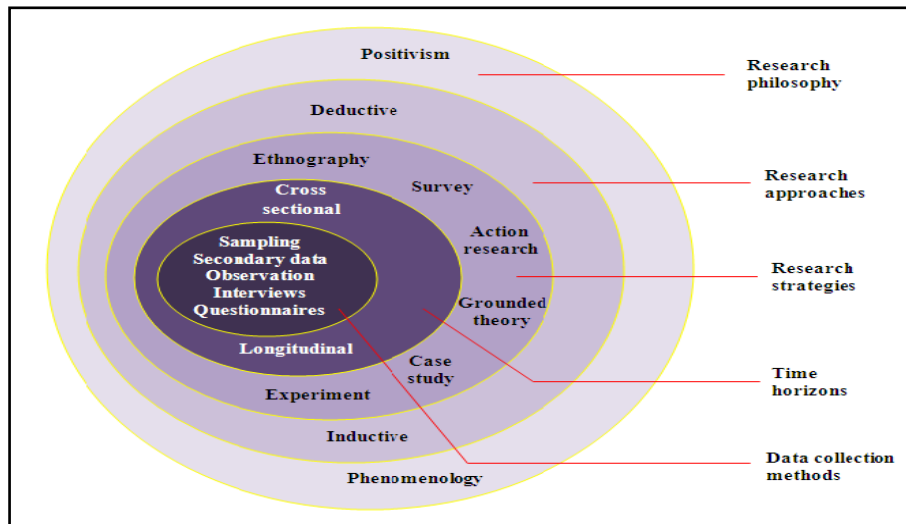 Positivism
Research
philosophy
Deductive
Ethnography
Survey
Research
approaches
Cross
sectional
Action
research
Sampling
Secondary data
Observation
Interviews
Questionnaires
Research
strategies
Grounded
theory
Longitudinal
Case
study
Time
horizons
Experiment
Inductive
Data collection
methods
Phenomenology